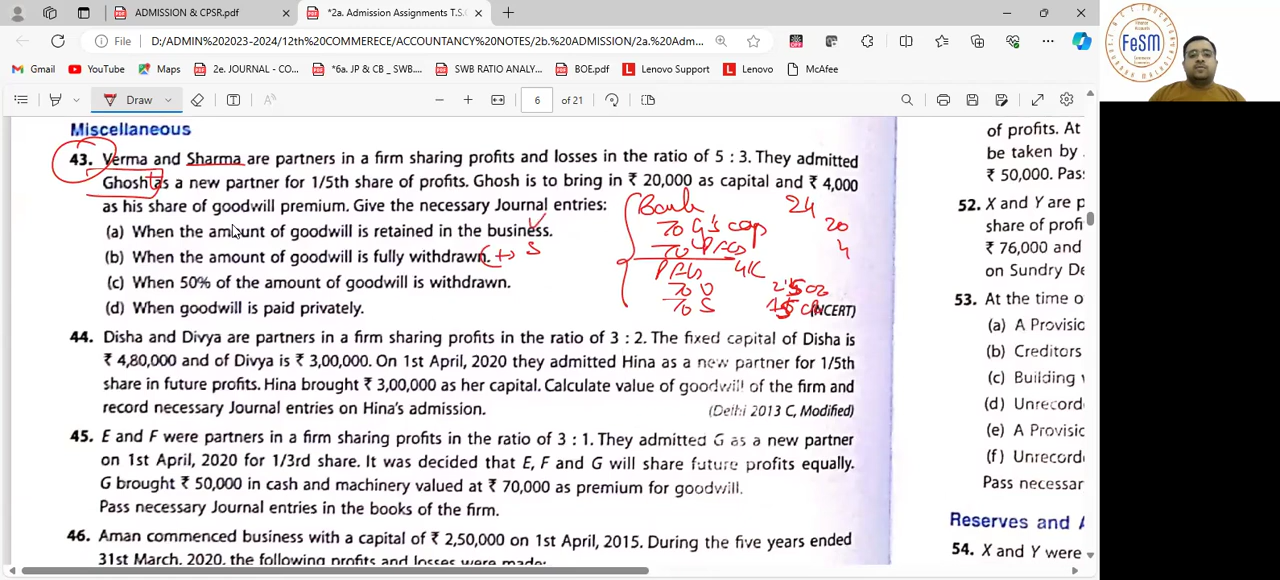 ADMISSION & CPSR.pdf
*2a. Admission Assignments T.S.
File
D:/ADMIN%202023-2024/12th%20COMMERECE/ACCOUNTANCY%20NOTES/2b.%20ADMISSION/2a.%20Adm...
Gmail
YouTube
Maps
2e. JOURNAL - CO...
*6a. JP & CB _ SWB....
SWB RATIO ANALY...
BOE.pdf
Lenovo Support
Lenovo
McAfee
Draw
6
of 21
FeSM
Miscellaneous
43. Verma and Sharma are partners in a firm sharing profits and losses in the ratio of 5 : 3. They admitted
Ghosh as a new partner for 1/5th share of profits. Ghosh is to bring in ₹ 20,000 as capital and ₹ 4,000
as his share of goodwill premium. Give the necessary Journal entries:
(a) When the amount of goodwill is retained in the business.
(b) When the amount of goodwill is fully withdrawn.
(c) When 50% of the amount of goodwill is withdrawn.
(d) When goodwill is paid privately.
(NCERT)
Bank 24
To G's cap 20
To PFG 4
PFG 4K
To V
To S
44. Disha and Divya are partners in a firm sharing profits in the ratio of 3 : 2. The fixed capital of Disha is
₹ 4,80,000 and of Divya is ₹ 3,00,000. On 1st April, 2020 they admitted Hina as a new partner for 1/5th
share in future profits. Hina brought ₹ 3,00,000 as her capital. Calculate value of goodwill of the firm and
record necessary Journal entries on Hina's admission.
(Delhi 2013 C, Modified)
45. E and F were partners in a firm sharing profits in the ratio of 3 : 1. They admitted G as a new partner
on 1st April, 2020 for 1/3rd share. It was decided that E, F and G will share future profits equally.
G brought ₹ 50,000 in cash and machinery valued at ₹ 70,000 as premium for goodwill.
Pass necessary Journal entries in the books of the firm.
46. Aman commenced business with a capital of ₹ 2,50,000 on 1st April, 2015. During the five years ended
31st March, 2020, the following profits and losses were made:
of profits. At
be taken by
₹ 50,000. Pas
52. X and Y are p
share of profi
₹ 76,000 and
on Sundry De
53. At the time o
(a) A Provisio
(b) Creditors
(c) Building
(d) Unrecord
(e) A Provisio
(f) Unrecord
Pass necessar
Reserves and A
54. X and Y were